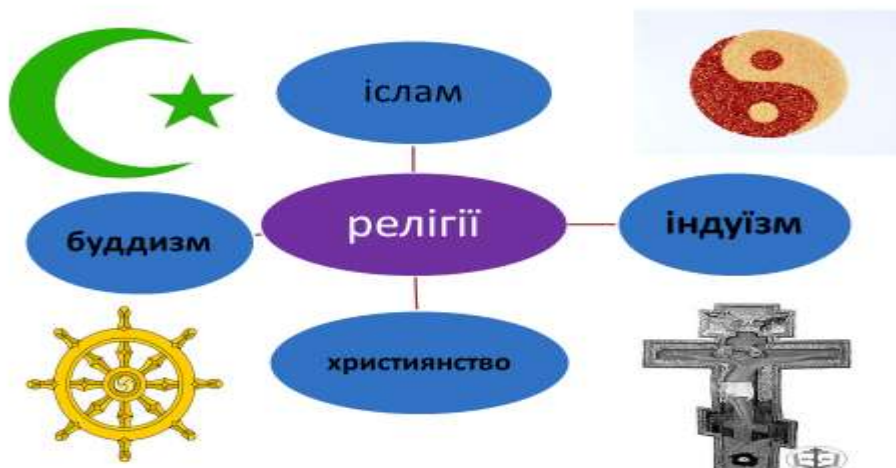 іслам
буддизм
релігії
індуїзм
християнство